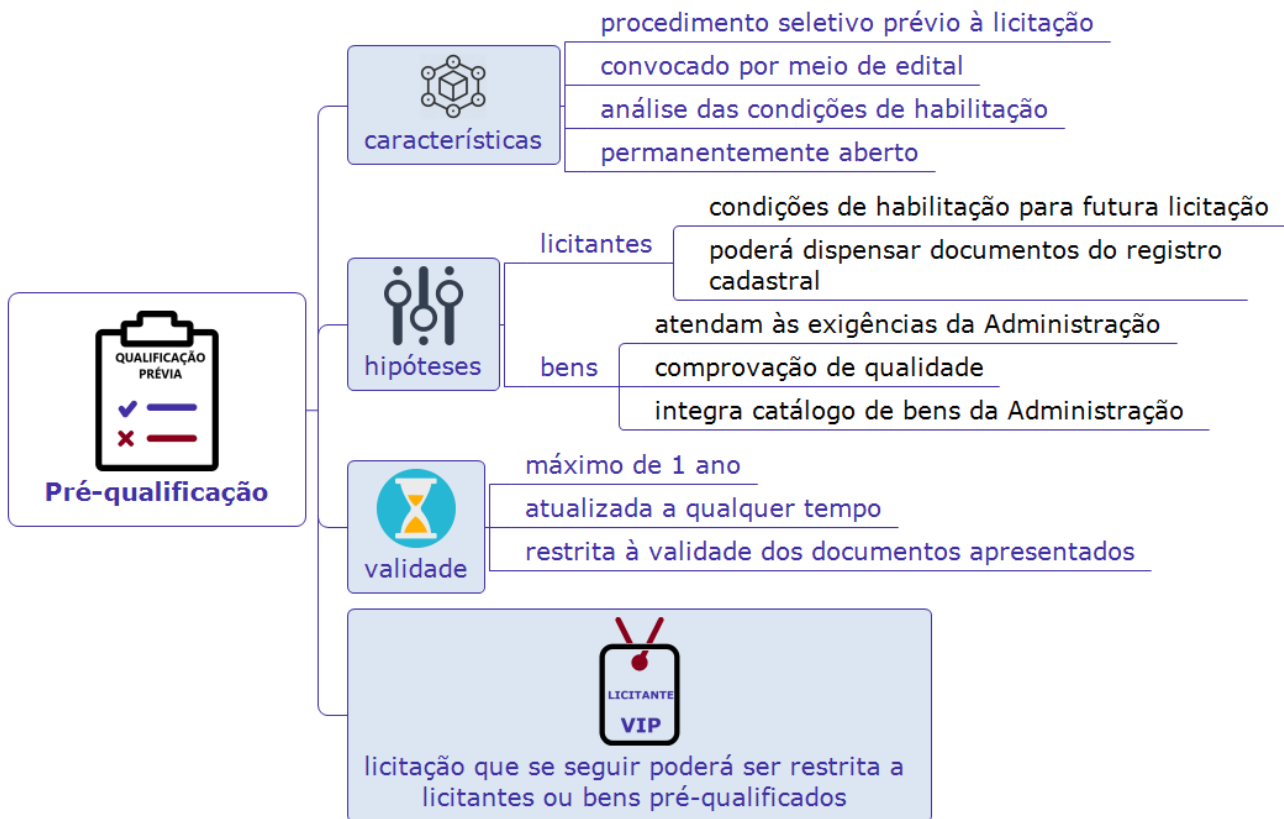 QUALIFICAÇÃO
PRÉVIA
Pré-qualificação
características
procedimento seletivo prévio à licitação
convocado por meio de edital
análise das condições de habilitação
permanentemente aberto
hipóteses
licitantes
condições de habilitação para futura licitação
poderá dispensar documentos do registro
cadastral
bens
atendam às exigências da Administração
comprovação de qualidade
integra catálogo de bens da Administração
validade
máximo de 1 ano
atualizada a qualquer tempo
restrita à validade dos documentos apresentados
LICITANTE
VIP
licitação que se seguir poderá ser restrita a
licitantes ou bens pré-qualificados